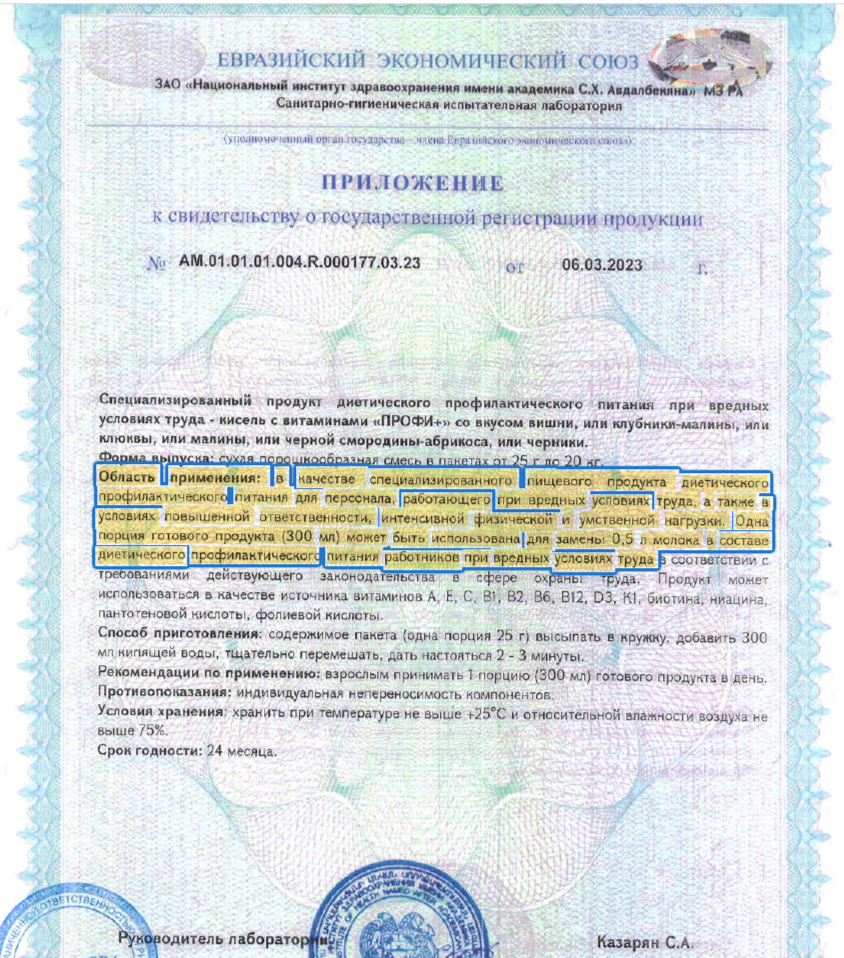 ЕВРАЗИЙСКИЙ ЭКОНОМИЧЕСКИЙ СОЮЗ
ЗАО «Национальный институт здравоохранения имени академика С.Х. Авдалбекяна» МЗ РА
Санитарно-гигиеническая испытательная лаборатория
(уполномоченный орган государства – члена Евразийского экономического союза)
ПРИЛОЖЕНИЕ
к свидетельству о государственной регистрации продукции
№ AM.01.01.01.004.R.000177.03.23 от 06.03.2023 г.
Специализированный продукт диетического профилактического питания при вредных
условиях труда - кисель с витаминами «ПРОФИ+» со вкусом вишни, или клубники-малины, или
клюквы, или малины, или черной смородины-абрикоса, или черники.
Форма выпуска: сухая порошкообразная смесь в пакетах от 25 г до 20 кг.
Область применения: в качестве специализированного пищевого продукта диетического
профилактического питания для персонала, работающего при вредных условиях труда, а также в
условиях повышенной ответственности, интенсивной физической и умственной нагрузки. Одна
порция готового продукта (300 мл) может быть использована для замены 0,5 л молока в составе
диетического профилактического питания работников при вредных условиях труда в соответствии с
требованиями действующего законодательства в сфере охраны труда. Продукт может
использоваться в качестве источника витаминов А, Е, С, В1, В2, В6, В12, D3, К1, биотина, ниацина,
пантотеновой кислоты, фолиевой кислоты.
Способ приготовления: содержимое пакета (одна порция 25 г) высыпать в кружку, добавить 300
мл кипящей воды, тщательно перемешать, дать настояться 2 - 3 минуты.
Рекомендации по применению: взрослым принимать 1 порцию (300 мл) готового продукта в день.
Противопоказания: индивидуальная непереносимость компонентов.
Условия хранения: хранить при температуре не выше +25°С и относительной влажности воздуха не
выше 75%.
Срок годности: 24 месяца.
Руководитель лаборатории Казарян С.А.